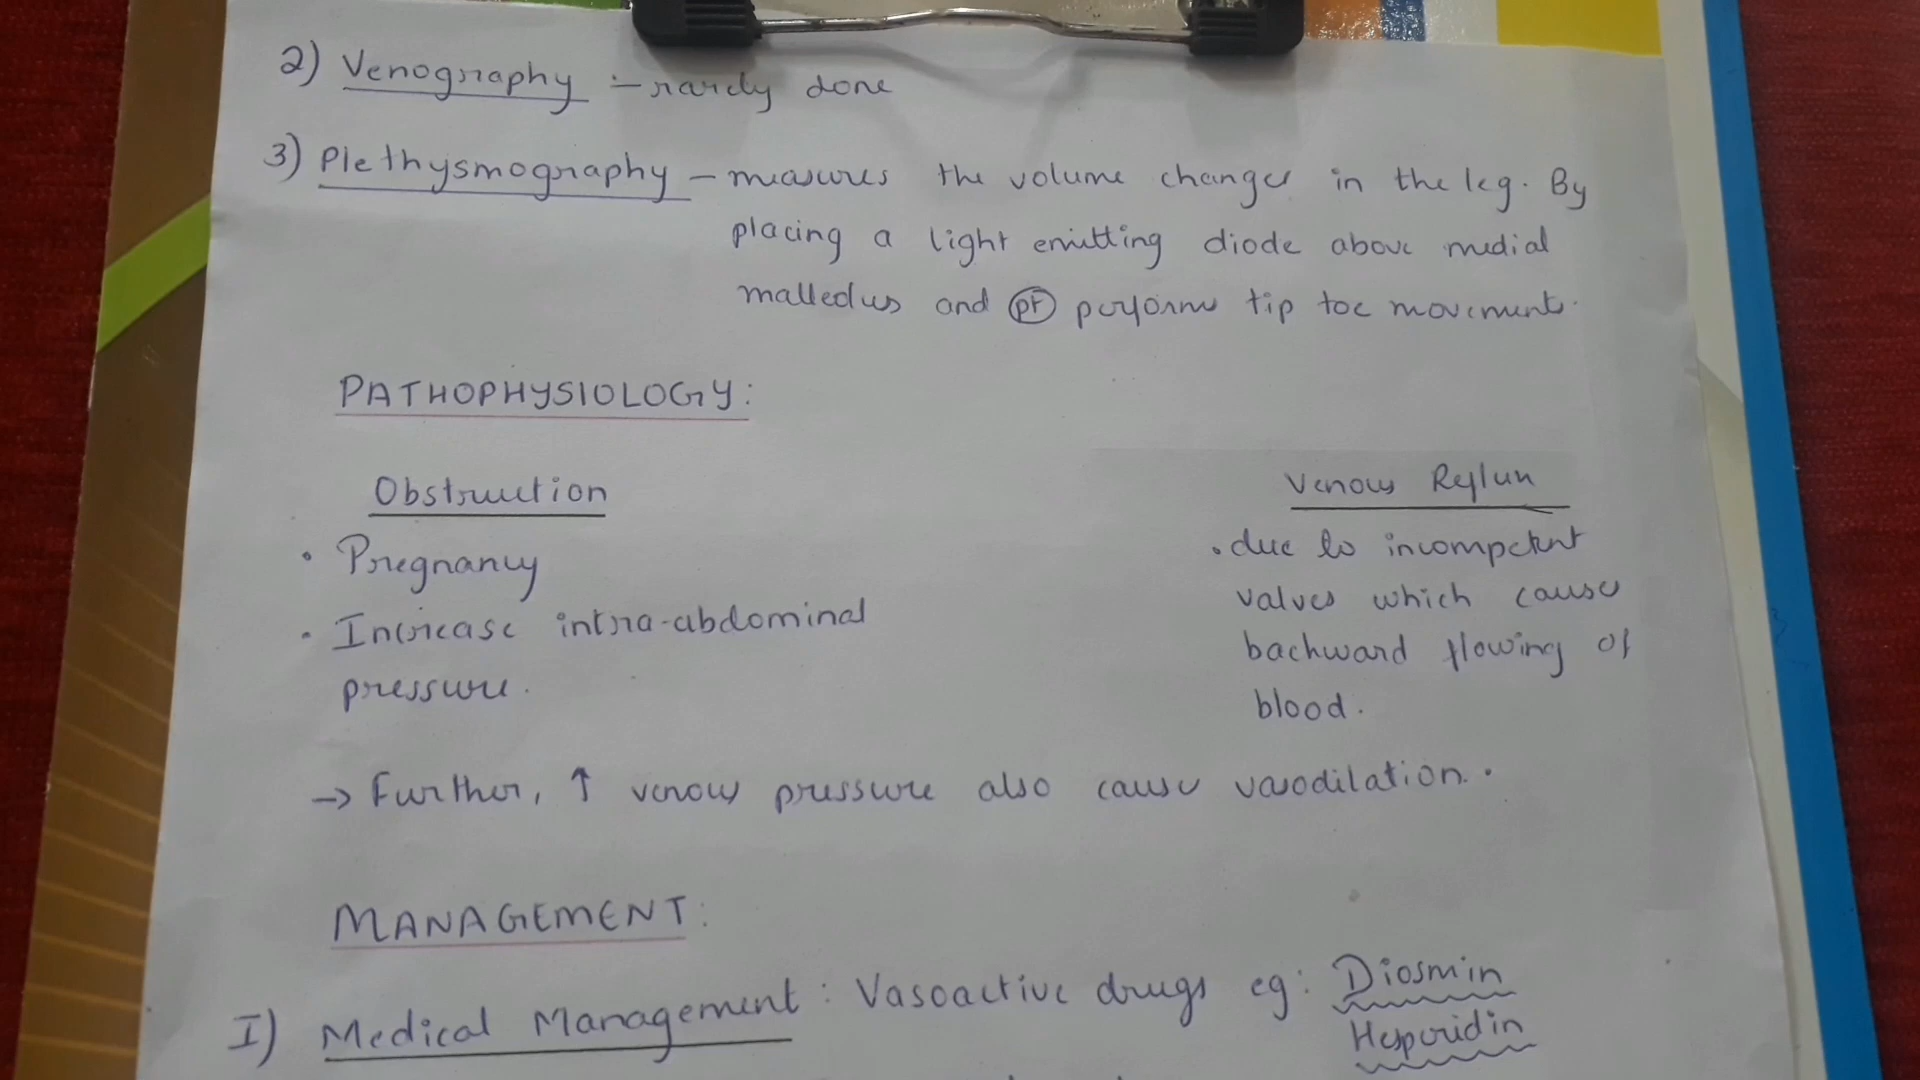 2) Venography :- rarely done
3) Plethysmography - measures the volume changes in the leg. By
placing a light emitting diode above medial
malleolus and pt performs tip toe movement.
PATHOPHYSIOLOGY:
Obstruction
• Pregnancy
• Increase intra-abdominal
pressure.
Venous Reflux
• due to incompetent
valves which cause
backward flowing of
blood.
→ Further, ↑ venous pressure also cause vasodilation.
MANAGEMENT:
I) Medical Management : Vasoactive drugs eg: Diosmin
Hesperidin